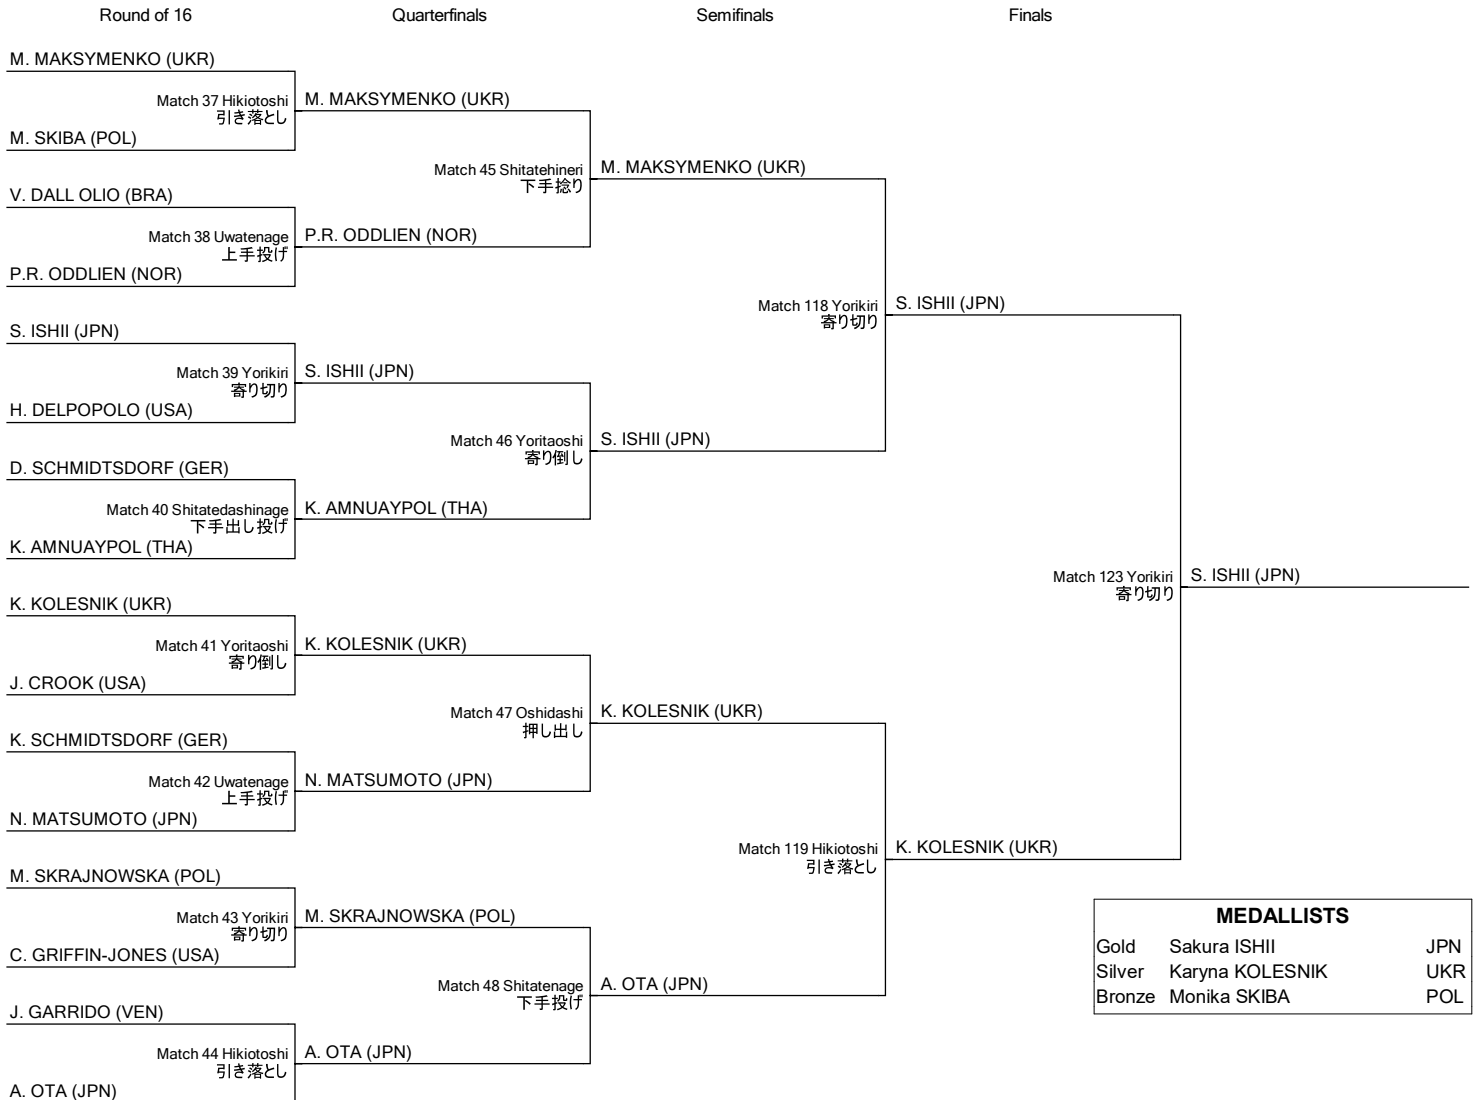 Round of 16 Quarterfinals Semifinals Finals
M. MAKSYMENKO (UKR)
Match 37 Hikiotoshi
引き落とし
M. SKIBA (POL)
V. DALL OLIO (BRA)
Match 38 Uwatenage
上手投げ
P.R. ODDLIEN (NOR)
S. ISHII (JPN)
Match 39 Yorikiri
寄り切り
H. DELPOPOLO (USA)
D. SCHMIDTSDORF (GER)
Match 40 Shitatedashinage
下手出し投げ
K. AMNUAYPOL (THA)
K. KOLESNIK (UKR)
Match 41 Yoritaoshi
寄り倒し
J. CROOK (USA)
K. SCHMIDTSDORF (GER)
Match 42 Uwatenage
上手投げ
N. MATSUMOTO (JPN)
M. SKRAJNOWSKA (POL)
Match 43 Yorikiri
寄り切り
C. GRIFFIN-JONES (USA)
J. GARRIDO (VEN)
Match 44 Hikiotoshi
引き落とし
A. OTA (JPN)
M. MAKSYMENKO (UKR)
Match 45 Shitatehineri
下手捻り
P.R. ODDLIEN (NOR)
S. ISHII (JPN)
Match 46 Yoritaoshi
寄り倒し
K. AMNUAYPOL (THA)
K. KOLESNIK (UKR)
Match 47 Oshidashi
押し出し
N. MATSUMOTO (JPN)
M. SKRAJNOWSKA (POL)
Match 48 Shitatenage
下手投げ
A. OTA (JPN)
M. MAKSYMENKO (UKR)
Match 118 Yorikiri
寄り切り
S. ISHII (JPN)
K. KOLESNIK (UKR)
Match 119 Hikiotoshi
引き落とし
A. OTA (JPN)
S. ISHII (JPN)
Match 123 Yorikiri
寄り切り
K. KOLESNIK (UKR)
S. ISHII (JPN)
MEDALLISTS
Gold Sakura ISHII JPN
Silver Karyna KOLESNIK UKR
Bronze Monika SKIBA POL